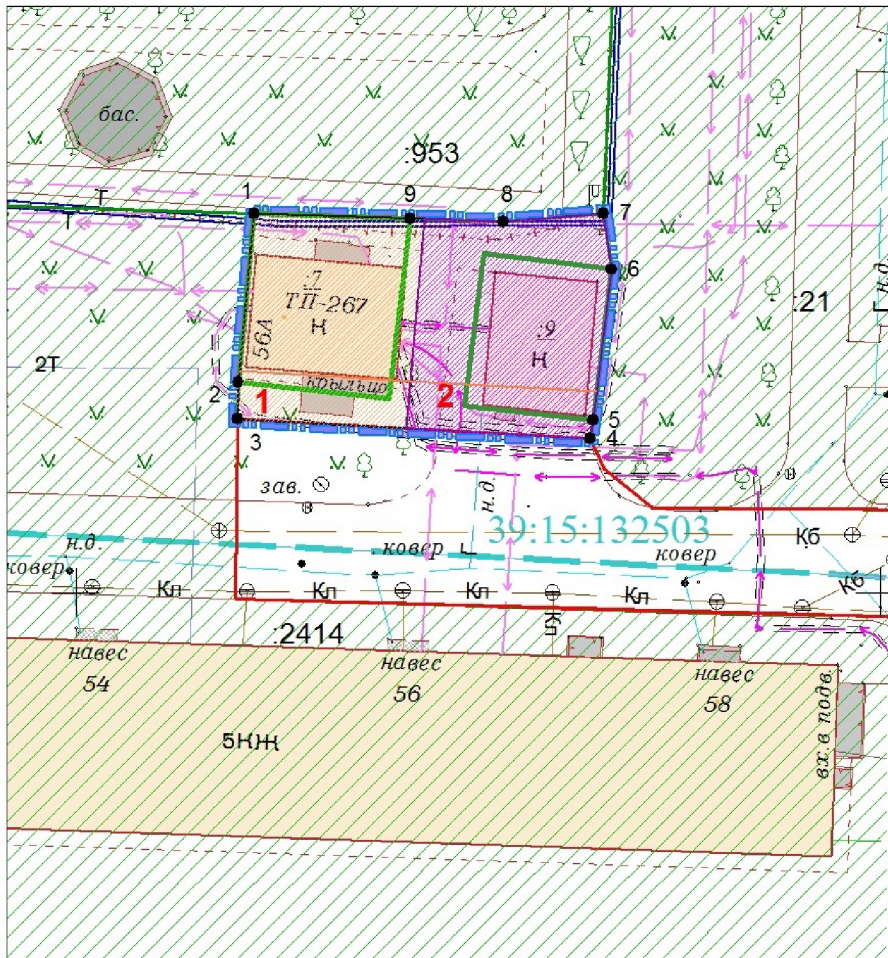 бас.
:953
1
9
8
7
Т
Т
6
:7
ТП-267
Н
56А
:9
Н
:21
Г
н.д.
2Т
2
1
крыльцо
2
3
5
4
зав.
н.д.
Г
39:15:132503
н.д.
ковер
ковер
ковер
Кб
Кб
Кл
Кл
Кл
Кл
Кл
:2414
навес
54
навес
56
навес
58
5НЖ
вх.в подв.